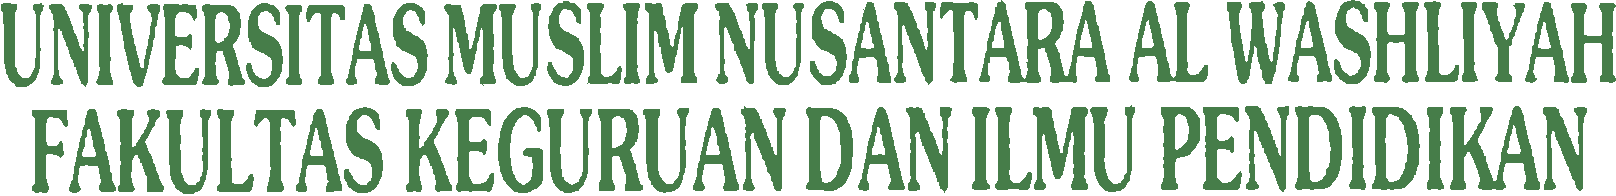 UNIVERSITAS MUSLIM NUSANTARA AL WASHLIYAH
FAKULTAS KEGURUAN DAN ILMU PENDIDIKAN